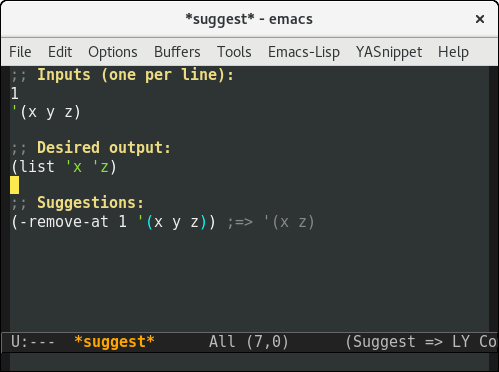 *suggest* - emacs ×
File Edit Options Buffers Tools Emacs-Lisp YASnippet Help
;; Inputs (one per line):
1
'(x y z)
;; Desired output:
(list 'x 'z)
;; Suggestions:
(-remove-at 1 '(x y z)) ;=> '(x z)
U:--- *suggest* All (7,0) (Suggest => LY Co